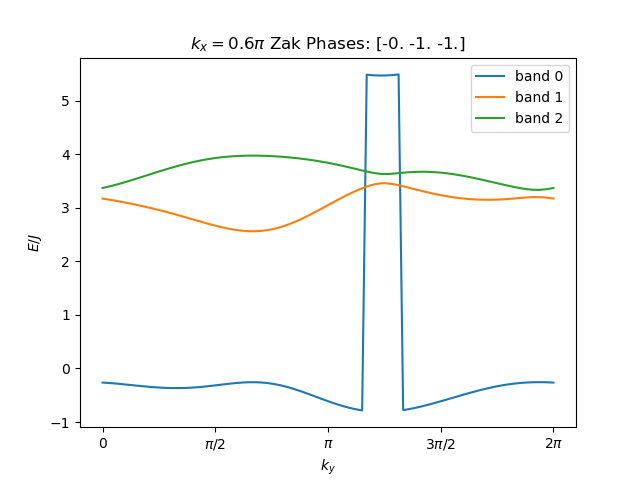 kₓ = 0.6π Zak Phases: [-0. -1. -1.]
band 0
band 1
band 2
E/J
5
4
3
2
1
0
−1
0
π/2
π
3π/2
2π
k_y